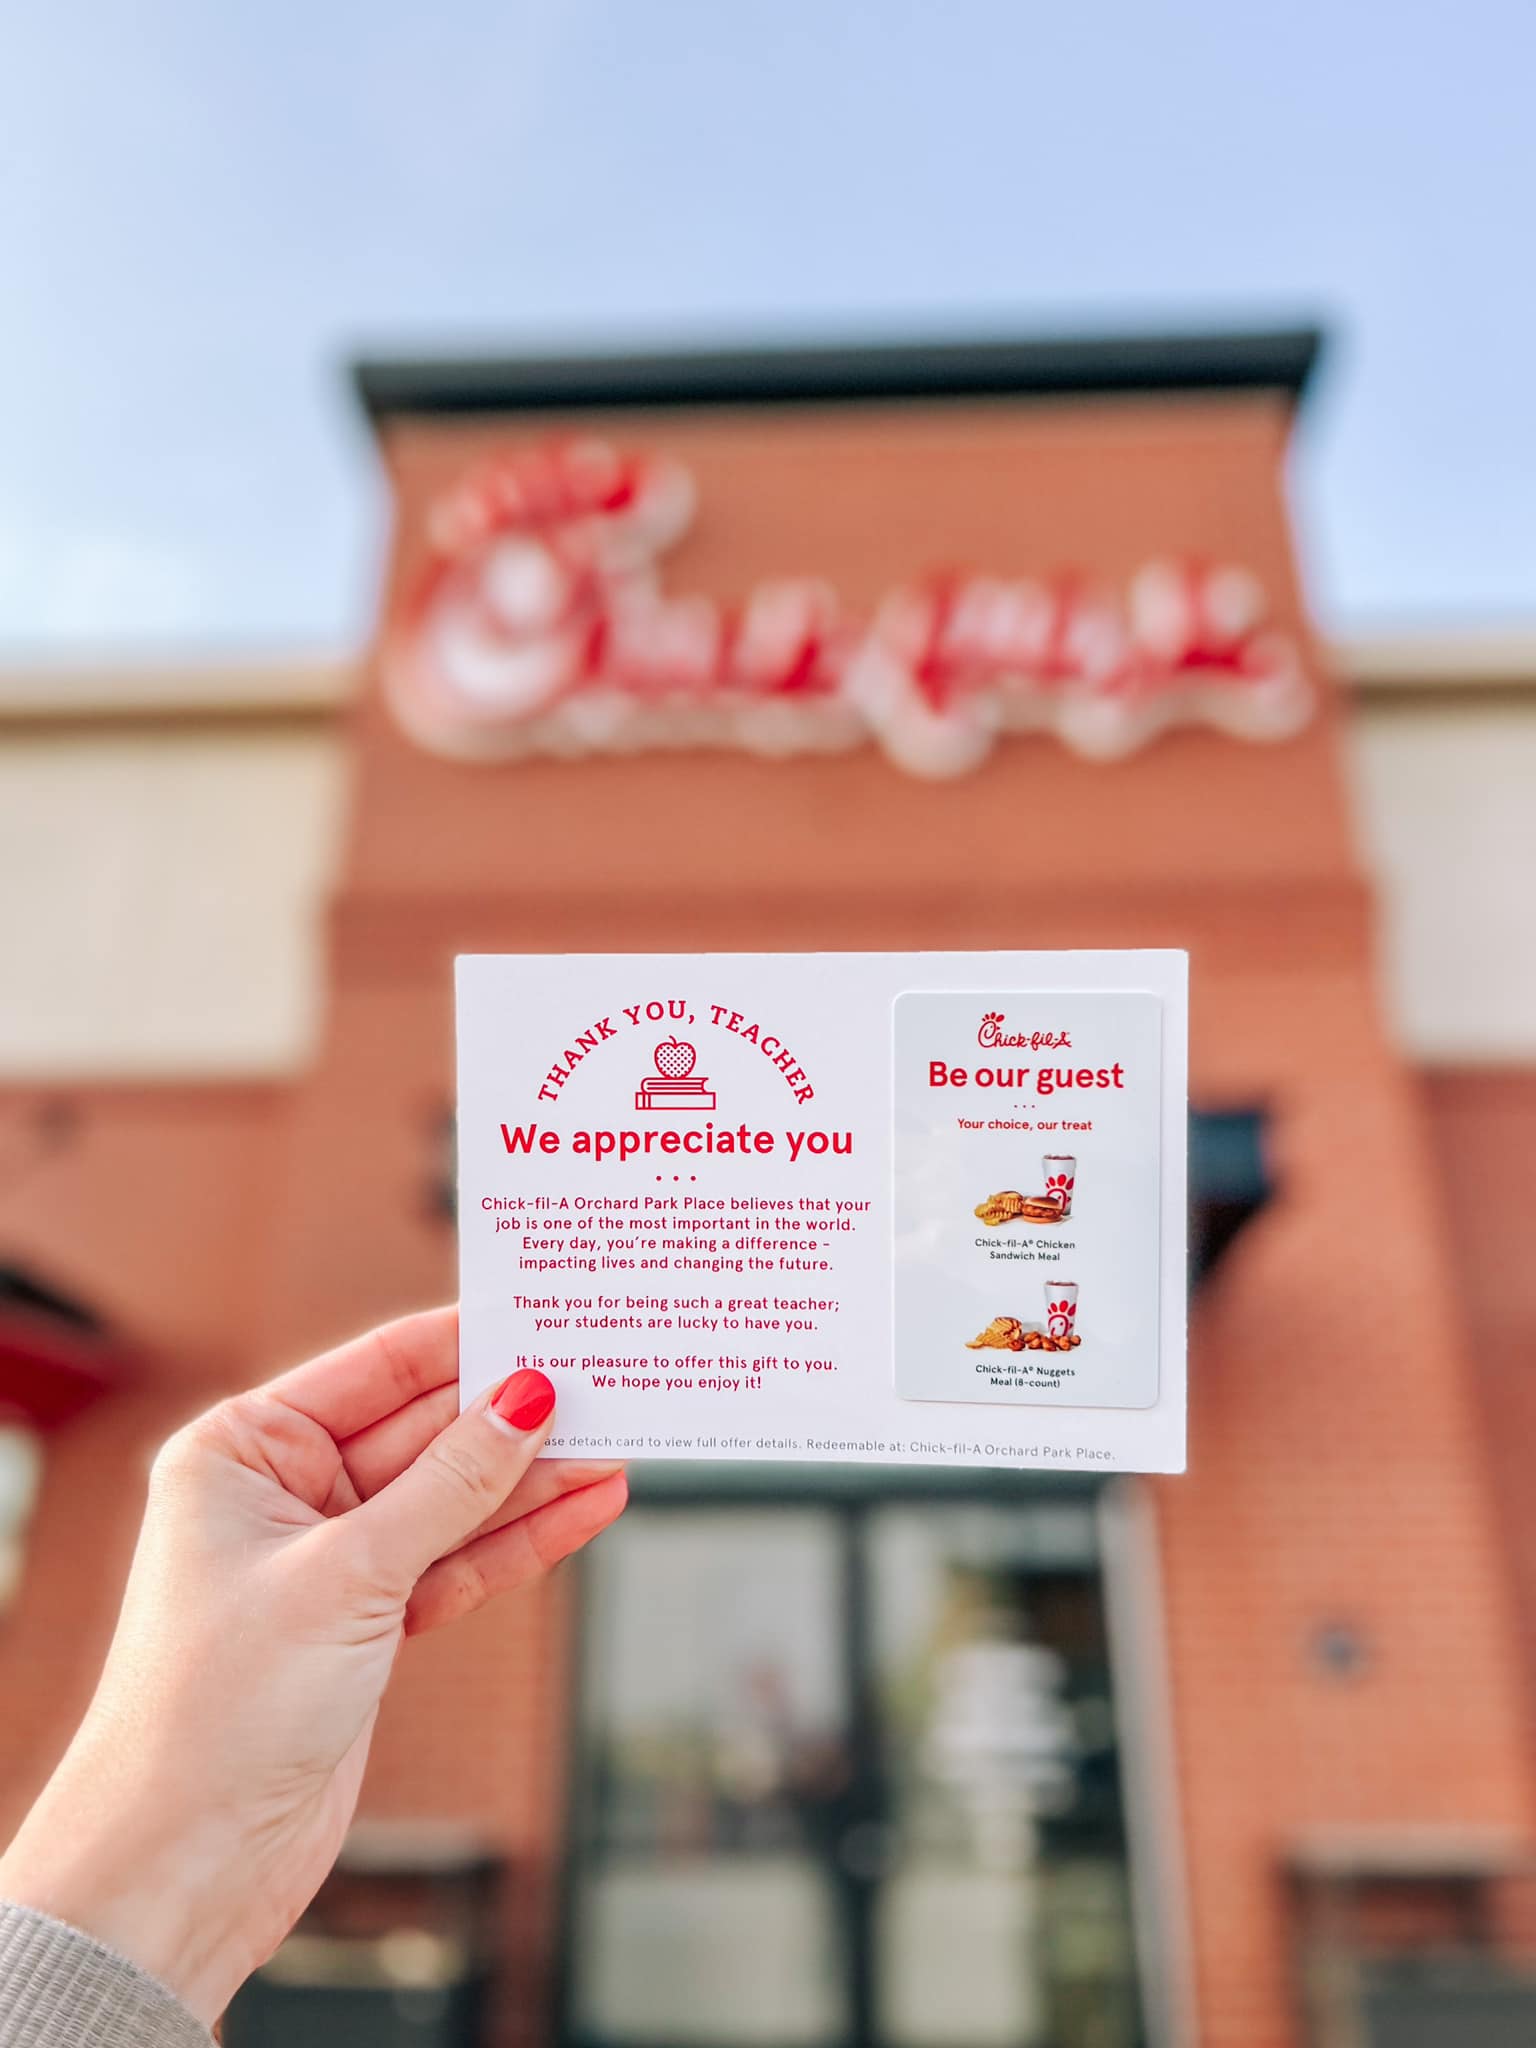 Chick-fil-A
THANK YOU, TEACHER
We appreciate you
Chick-fil-A Orchard Park Place believes that your
job is one of the most important in the world.
Every day, you're making a difference -
impacting lives and changing the future.
Thank you for being such a great teacher;
your students are lucky to have you.
It is our pleasure to offer this gift to you.
We hope you enjoy it!
Chick-fil-A
Be our guest
Your choice, our treat
Chick-fil-A® Chicken
Sandwich Meal
Chick-fil-A® Nuggets
Meal (8-count)
ase detach card to view full offer details. Redeemable at: Chick-fil-A Orchard Park Place.